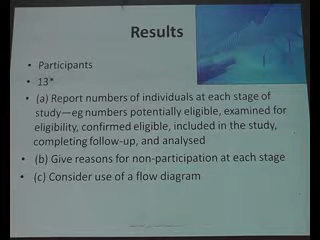 Results
• Participants
• 13*
• (a) Report numbers of individuals at each stage of
study—eg numbers potentially eligible, examined for
eligibility, confirmed eligible, included in the study,
completing follow-up, and analysed
• (b) Give reasons for non-participation at each stage
• (c) Consider use of a flow diagram